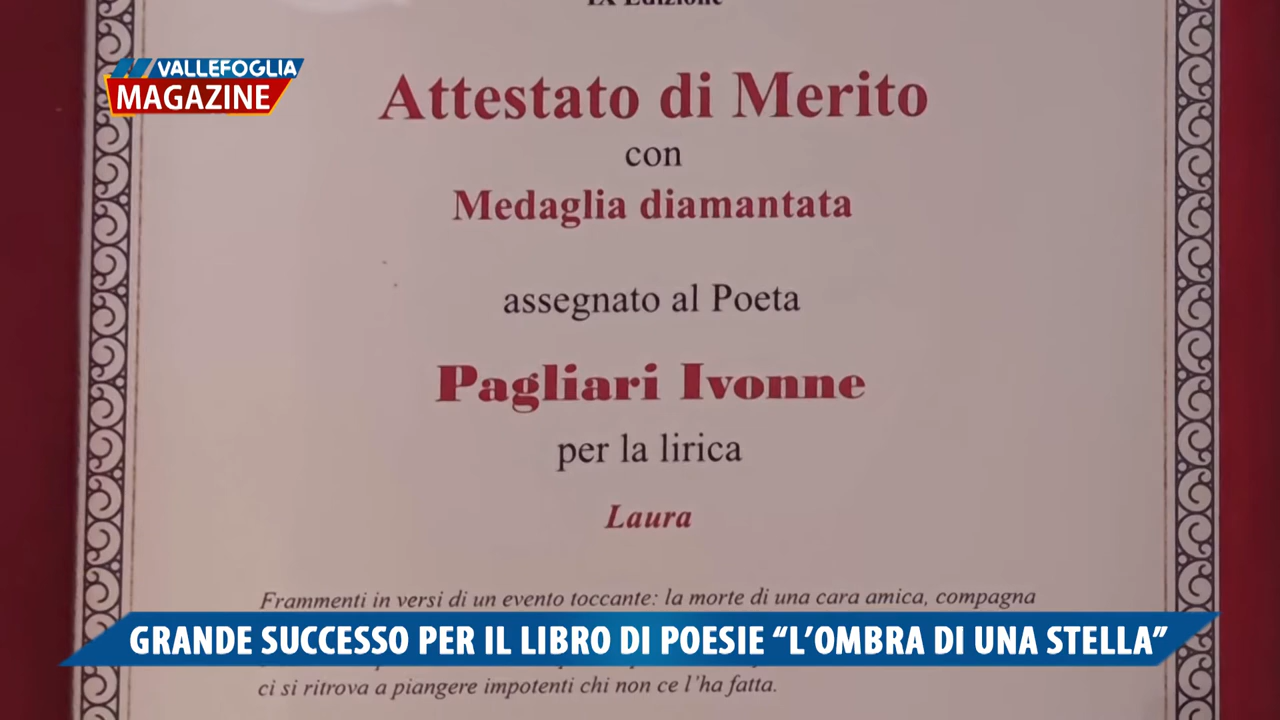 IX Edizione
VALLEFOGLIA
MAGAZINE
Attestato di Merito
con
Medaglia diamantata
assegnato al Poeta
Pagliari Ivonne
per la lirica
Laura
Frammenti in versi di un evento toccante: la morte di una cara amica, compagna
GRANDE SUCCESSO PER IL LIBRO DI POESIE “L’OMBRA DI UNA STELLA”
ci si ritrova a piangere impotenti chi non ce l’ha fatta.